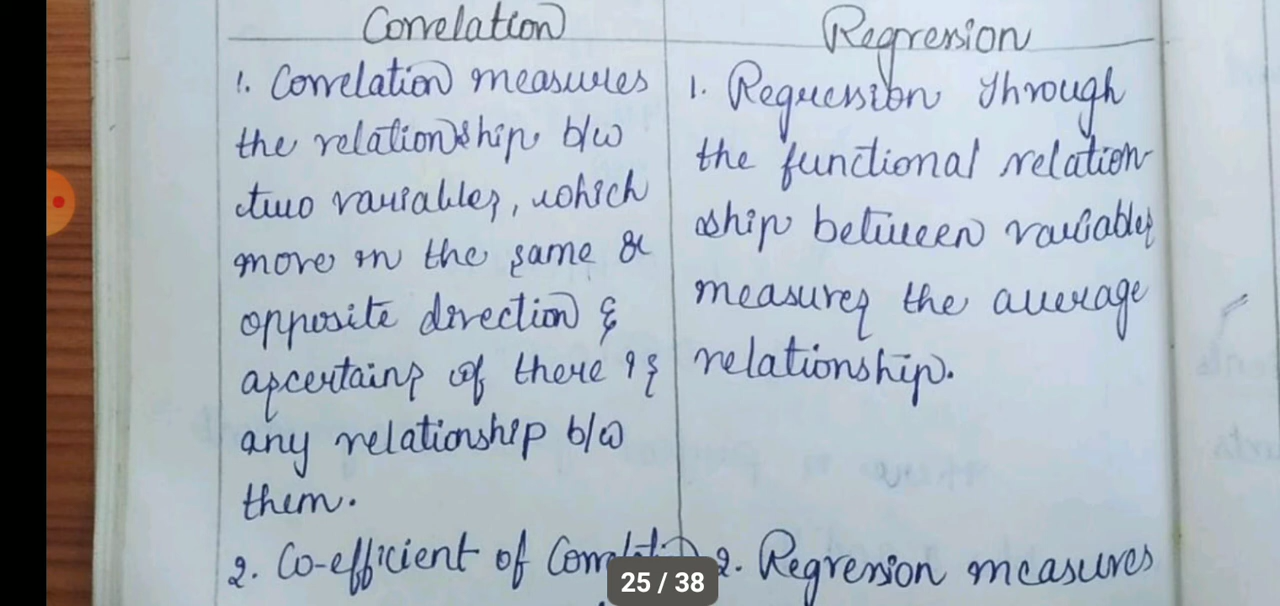 Correlation
Regression
1. Correlation measures
the relationship b/w
two variables, which
move in the same or
opposite direction &
ascertains of there is
any relationship b/w
them.
2. Co-efficient of Correlation
1. Regression through
the functional relation-
ship between variables
measures the average
relationship.
2. Regression measures
25 / 38